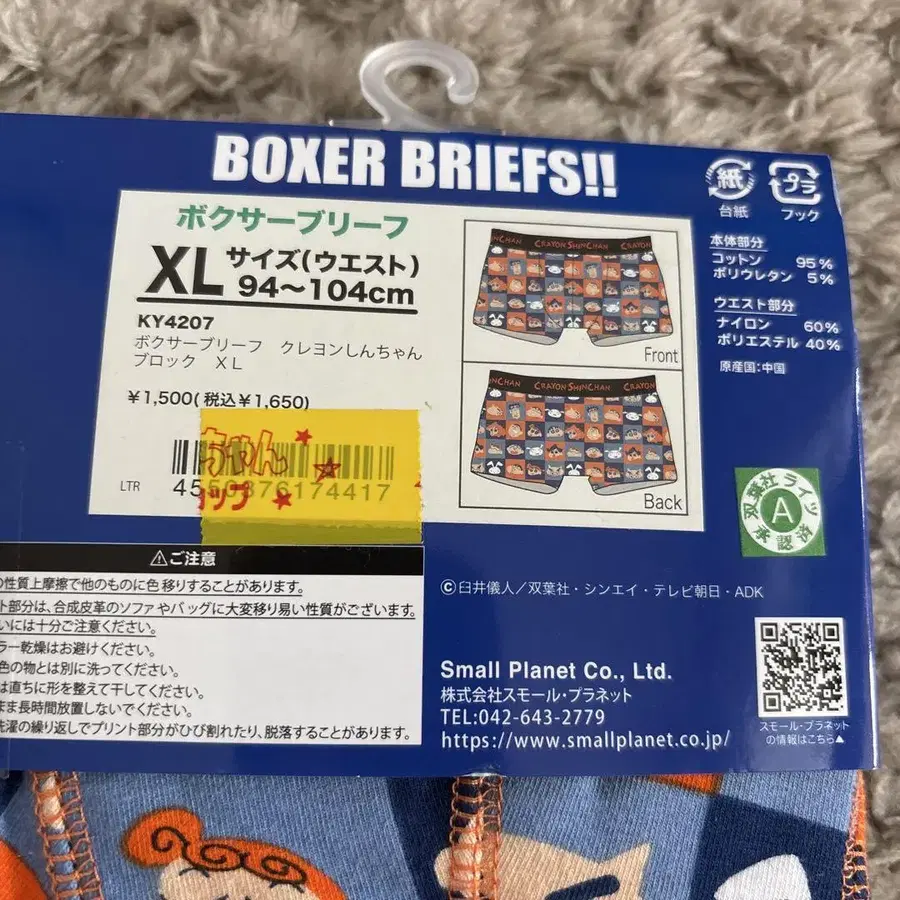 BOXER BRIEFS!!
紙
台紙
プラ
フック
ボクサーブリーフ
XL サイズ(ウエスト)
94〜104cm
KY4207
ボクサーブリーフ クレヨンしんちゃん
ブロック XL
¥1,500(税込¥1,650)
ちゃん
ップ
LTR
4550376174417
CRAYON SHINCHAN
Front
CRAYON SHINCHAN
Back
本体部分
コットン 95%
ポリウレタン 5%
ウエスト部分
ナイロン 60%
ポリエステル 40%
原産国:中国
双葉社ライツ
A
承認済
⚠ご注意
の性質上摩擦で他のものに色移りすることがあります。
ト部分は、合成皮革のソファやバッグに大変移り易い性質がございます。
いには十分ご注意ください。
ラー乾燥はお避けください。
色の物とは別に洗ってください。
は直ちに形を整えて干してください。
まま長時間放置しないでください。
洗濯の繰り返しでプリント部分がひび割れたり、脱落することがあります。
©臼井儀人/双葉社・シンエイ・テレビ朝日・ADK
Small Planet Co., Ltd.
株式会社スモール・プラネット
TEL:042-643-2779
https://www.smallplanet.co.jp/
スモール・プラネット
の情報はこちら▲